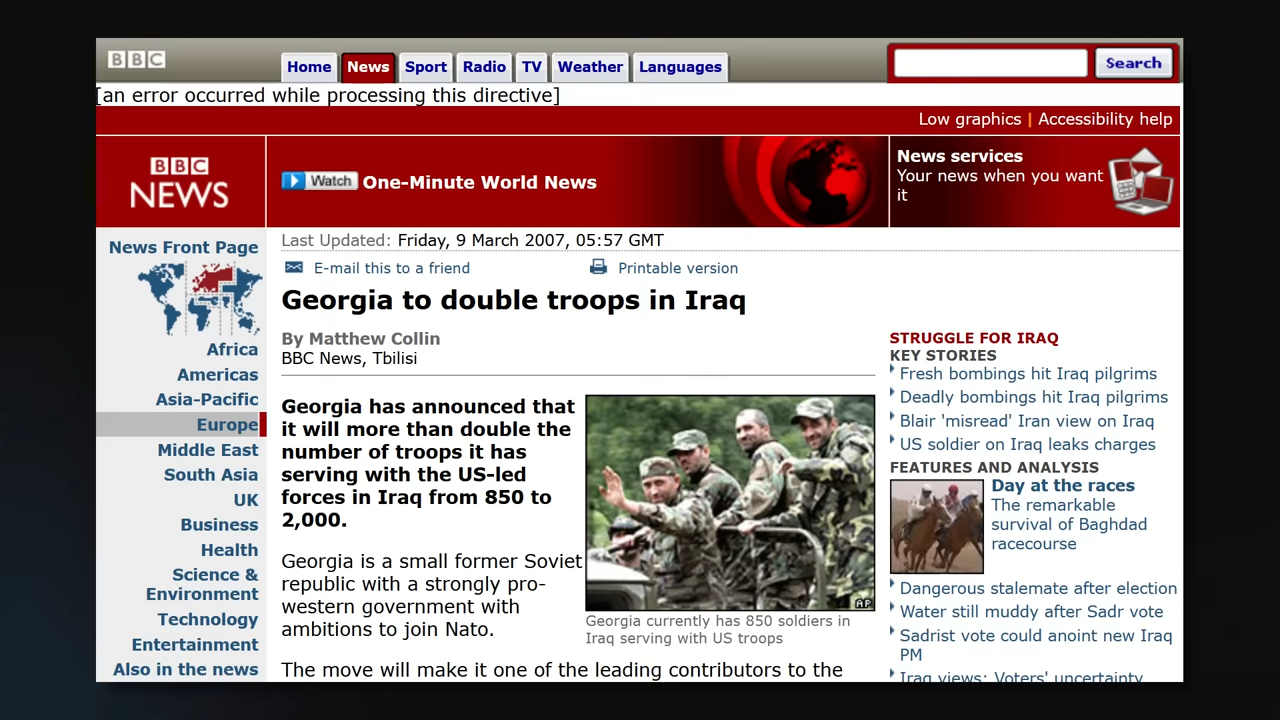 BBC
Home
News
Sport
Radio
TV
Weather
Languages
Search
[an error occurred while processing this directive]
Low graphics | Accessibility help
BBC
NEWS
Watch One-Minute World News
News services
Your news when you want
it
News Front Page
Africa
Americas
Asia-Pacific
Europe
Middle East
South Asia
UK
Business
Health
Science &
Environment
Technology
Entertainment
Also in the news
Last Updated: Friday, 9 March 2007, 05:57 GMT
E-mail this to a friend
Printable version
Georgia to double troops in Iraq
By Matthew Collin
BBC News, Tbilisi
Georgia has announced that
it will more than double the
number of troops it has
serving with the US-led
forces in Iraq from 850 to
2,000.
AP
Georgia currently has 850 soldiers in
Iraq serving with US troops
Georgia is a small former Soviet
republic with a strongly pro-
western government with
ambitions to join Nato.
The move will make it one of the leading contributors to the
STRUGGLE FOR IRAQ
KEY STORIES
Fresh bombings hit Iraq pilgrims
Deadly bombings hit Iraq pilgrims
Blair 'misread' Iran view on Iraq
US soldier on Iraq leaks charges
FEATURES AND ANALYSIS
Day at the races
The remarkable
survival of Baghdad
racecourse
Dangerous stalemate after election
Water still muddy after Sadr vote
Sadrist vote could anoint new Iraq
PM
Iraq views: Voters' uncertainty